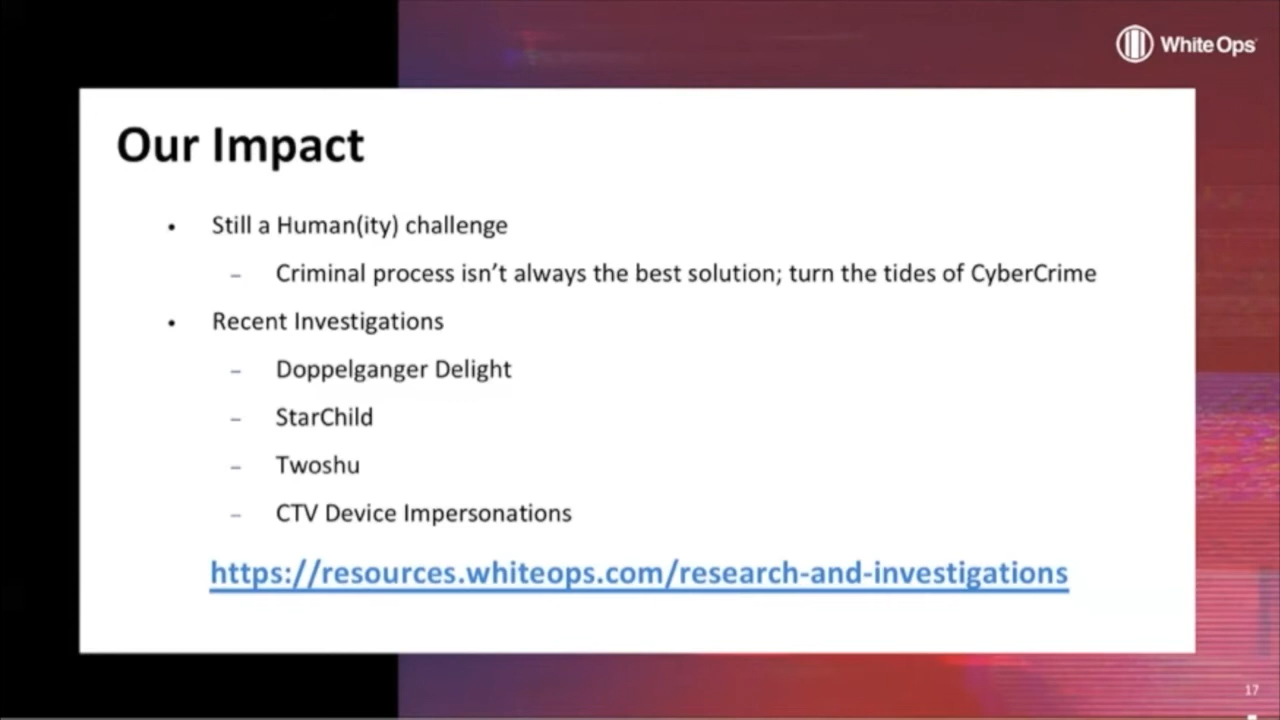 White Ops
Our Impact
• Still a Human(ity) challenge
– Criminal process isn’t always the best solution; turn the tides of CyberCrime
• Recent Investigations
– Doppelganger Delight
– StarChild
– Twoshu
– CTV Device Impersonations
https://resources.whiteops.com/research-and-investigations
17